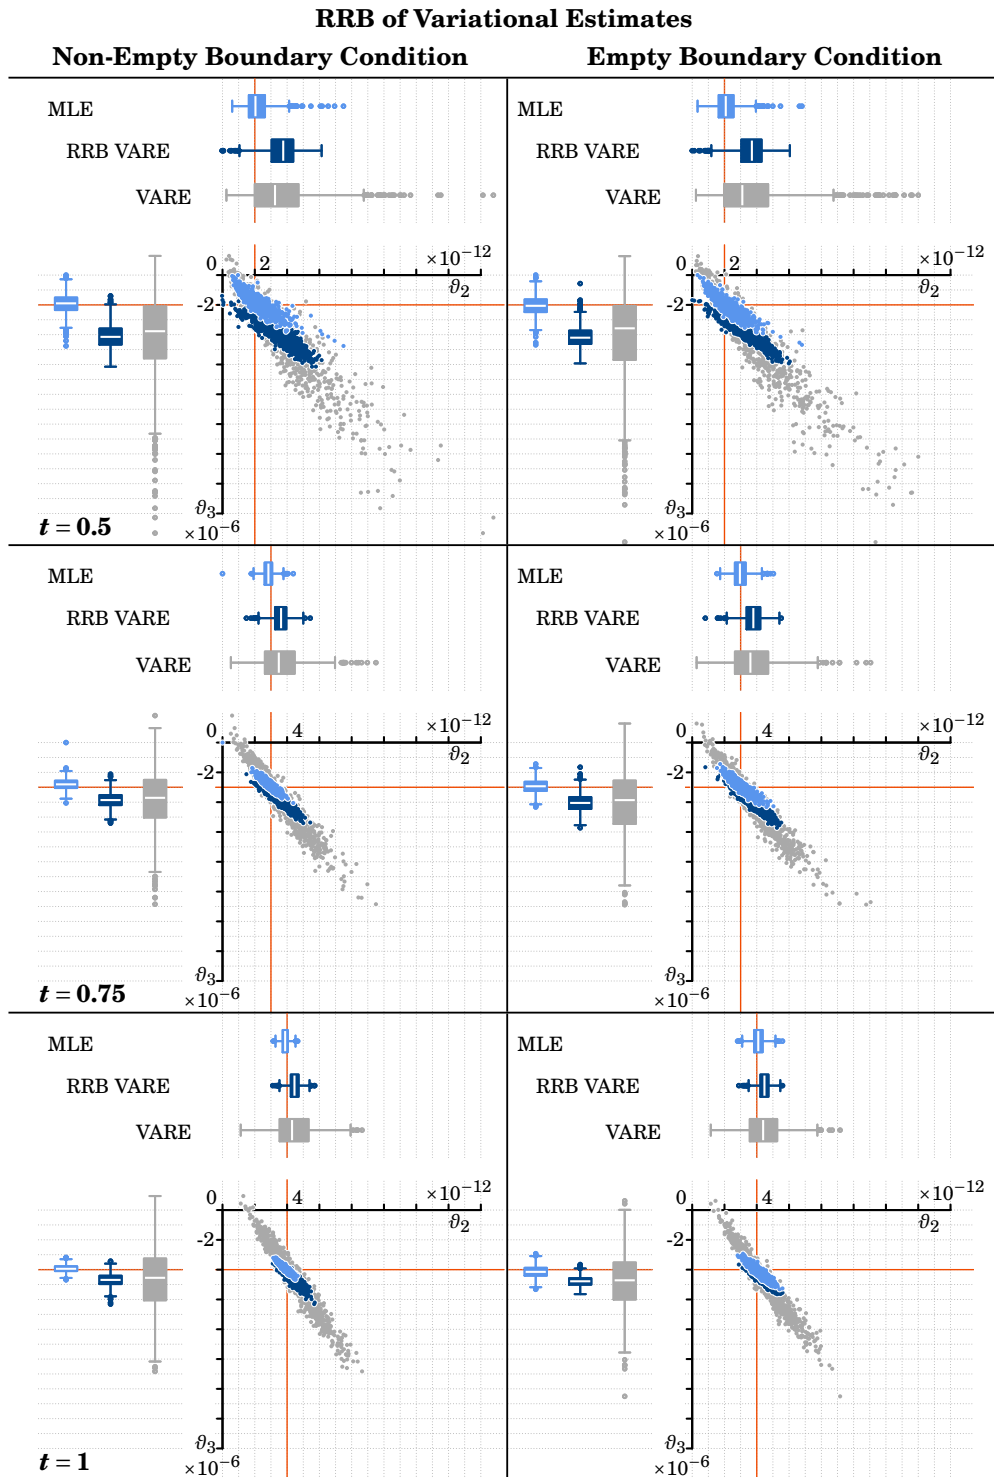 RRB of Variational Estimates
Non-Empty Boundary Condition Empty Boundary Condition
MLE MLE
RRB VARE RRB VARE
VARE VARE
0 2 ×10⁻¹² 0 2 ×10⁻¹²
ϑ₂ ϑ₂
-2 -2
ϑ₃ ϑ₃
t = 0.5 ×10⁻⁶ ×10⁻⁶
MLE MLE
RRB VARE RRB VARE
VARE VARE
0 4 ×10⁻¹² 0 4 ×10⁻¹²
ϑ₂ ϑ₂
-2 -2
ϑ₃ ϑ₃
t = 0.75 ×10⁻⁶ ×10⁻⁶
MLE MLE
RRB VARE RRB VARE
VARE VARE
0 4 ×10⁻¹² 0 4 ×10⁻¹²
ϑ₂ ϑ₂
-2 -2
ϑ₃ ϑ₃
t = 1 ×10⁻⁶ ×10⁻⁶